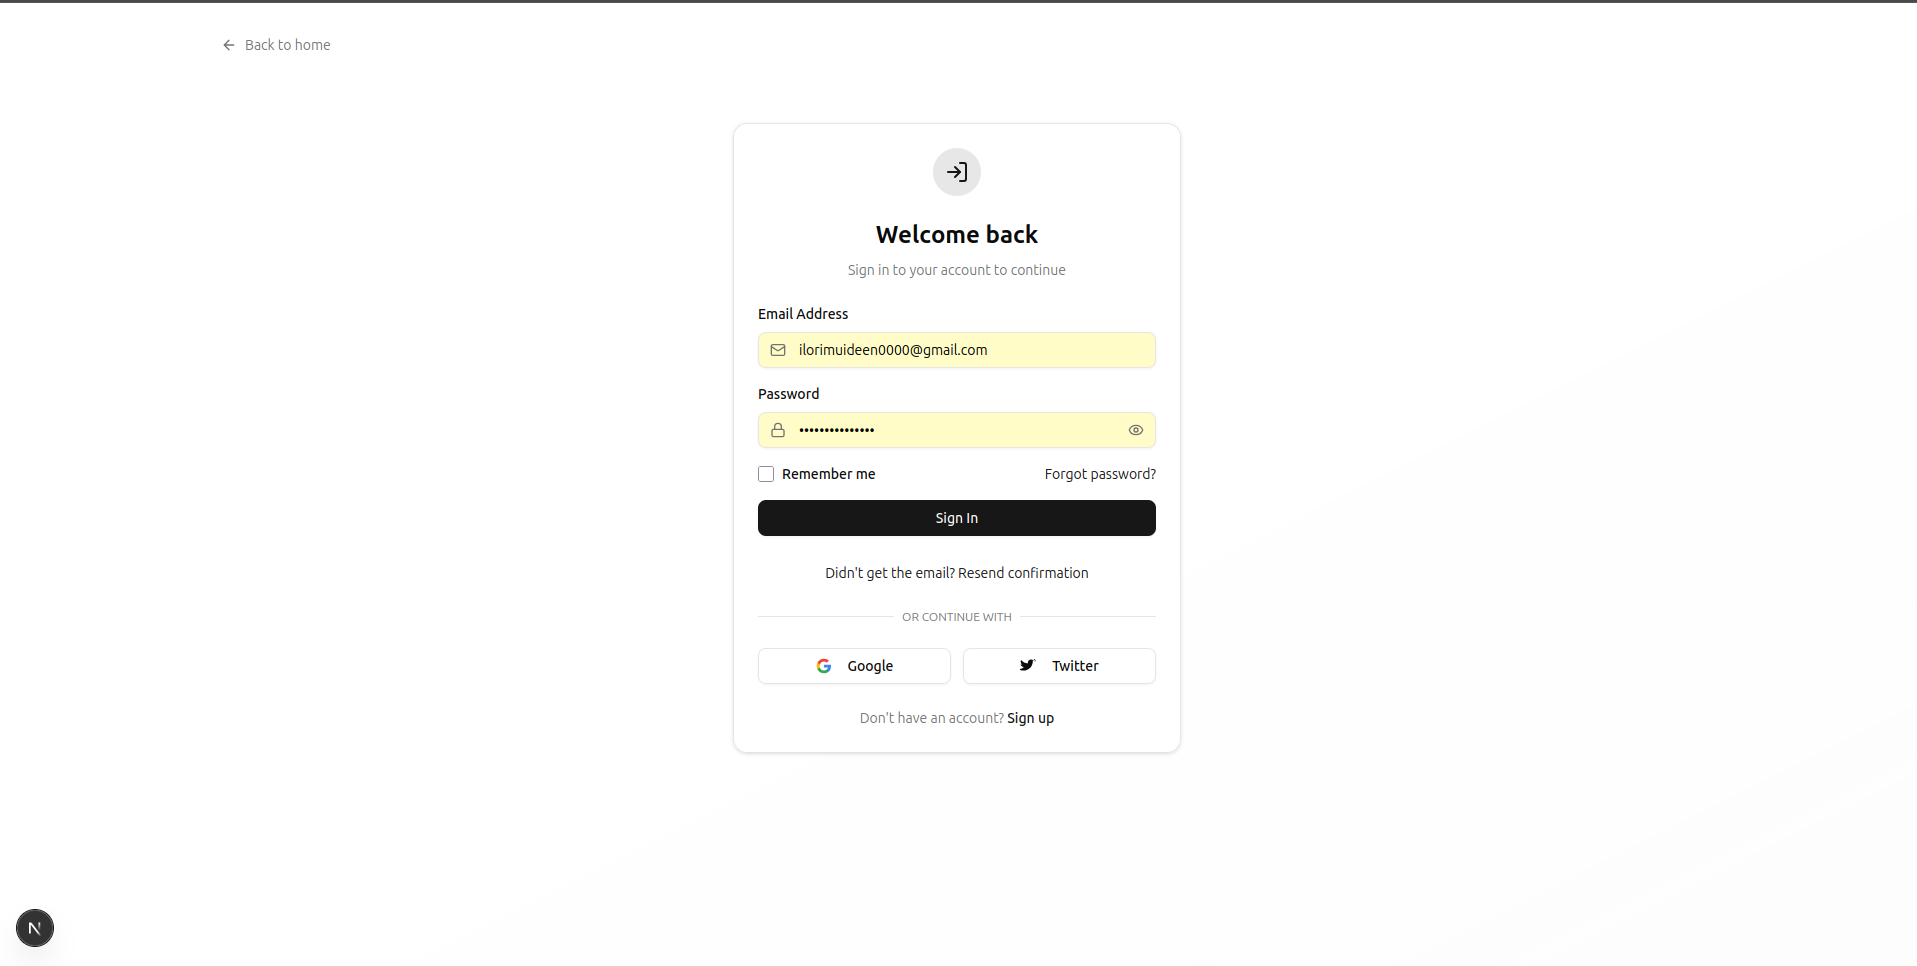 Back to home
Welcome back
Sign in to your account to continue
Email Address
ilorimuideen0000@gmail.com
Password
•••••••••••••••
Remember me
Forgot password?
Sign In
Didn't get the email? Resend confirmation
OR CONTINUE WITH
Google
Twitter
Don't have an account? Sign up
N